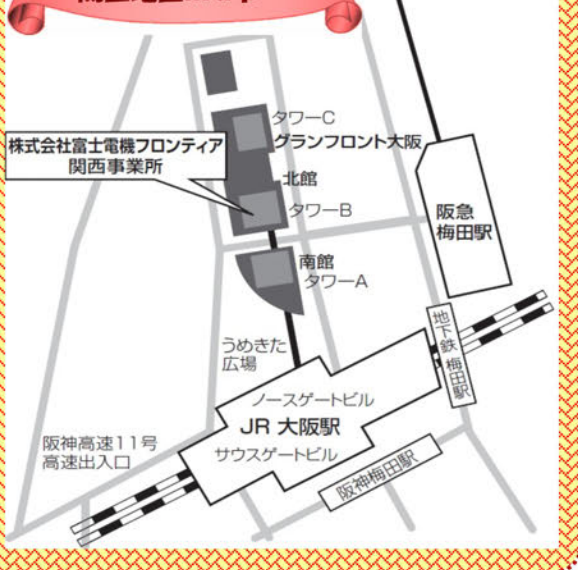 タワーC
グランフロント大阪
株式会社富士電機フロンティア
関西事業所
北館
タワーB
阪急
梅田駅
南館
タワーA
うめきた
広場
地下鉄 梅田駅
ノースゲートビル
JR 大阪駅
サウスゲートビル
阪神高速11号
高速出入口
阪神梅田駅